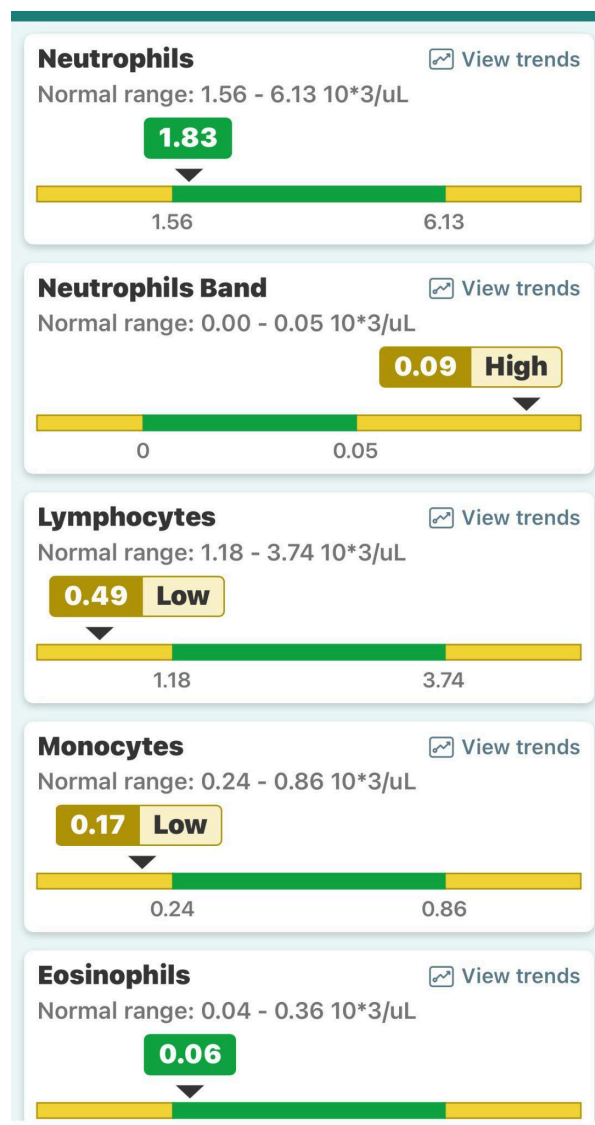 Neutrophils View trends
Normal range: 1.56 - 6.13 10*3/uL
1.83
1.56 6.13
Neutrophils Band View trends
Normal range: 0.00 - 0.05 10*3/uL
0.09 High
0 0.05
Lymphocytes View trends
Normal range: 1.18 - 3.74 10*3/uL
0.49 Low
1.18 3.74
Monocytes View trends
Normal range: 0.24 - 0.86 10*3/uL
0.17 Low
0.24 0.86
Eosinophils View trends
Normal range: 0.04 - 0.36 10*3/uL
0.06